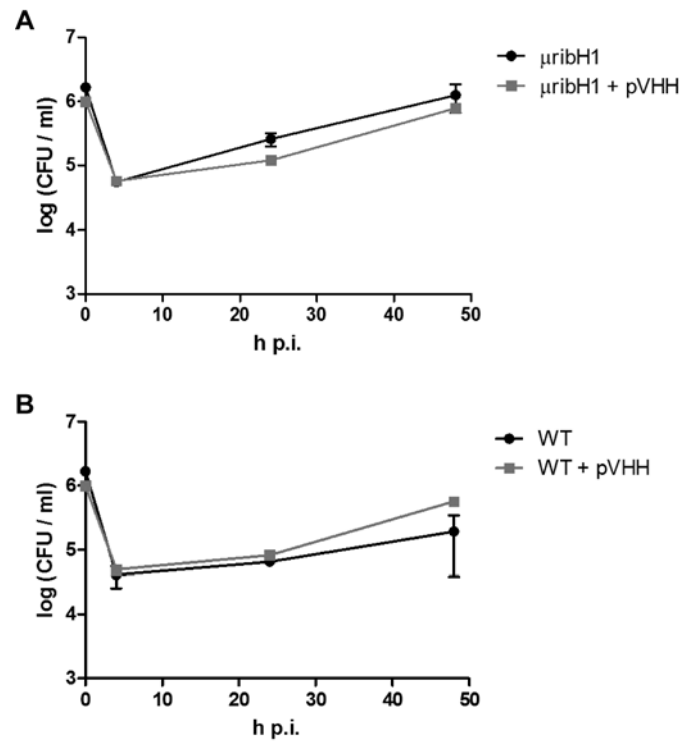 A
7
6
5
4
3
log (CFU / ml)
0 10 20 30 40 50
h p.i.
μribH1
μribH1 + pVHH
B
7
6
5
4
3
log (CFU / ml)
0 10 20 30 40 50
h p.i.
WT
WT + pVHH